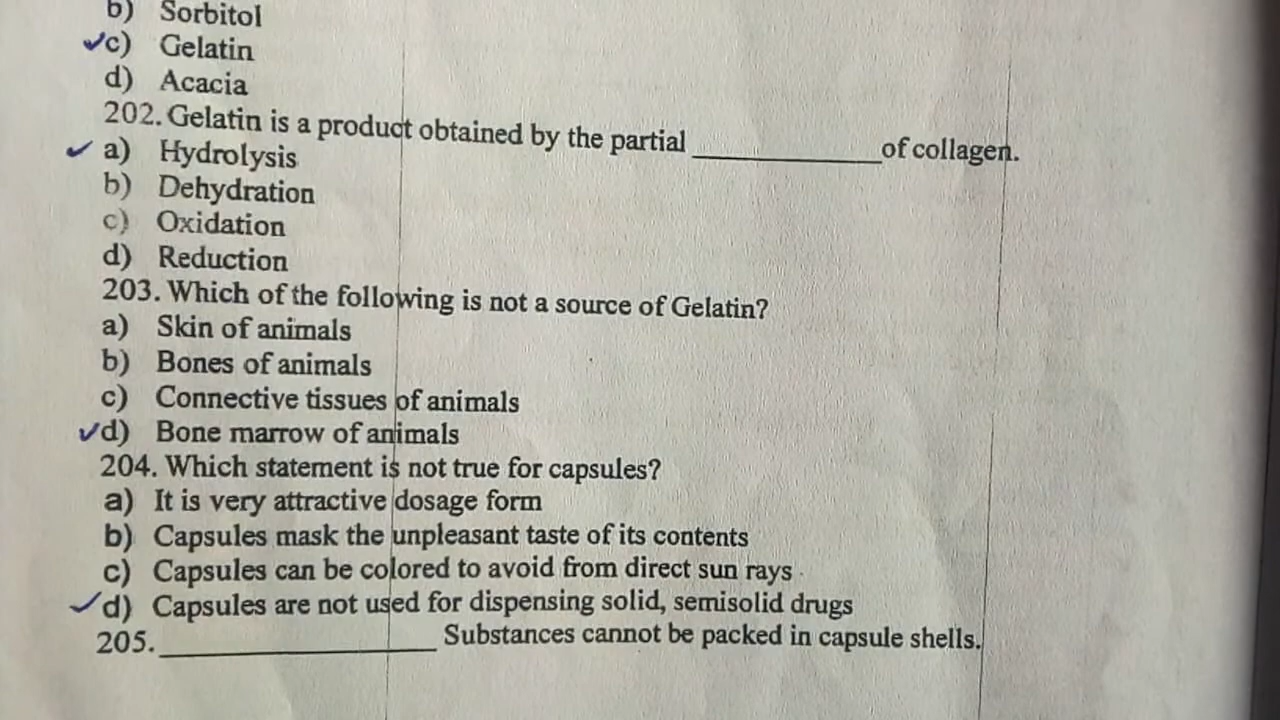 b) Sorbitol
✓c) Gelatin
d) Acacia
202. Gelatin is a product obtained by the partial ____________ of collagen.
✓ a) Hydrolysis
b) Dehydration
c) Oxidation
d) Reduction
203. Which of the following is not a source of Gelatin?
a) Skin of animals
b) Bones of animals
c) Connective tissues of animals
✓d) Bone marrow of animals
204. Which statement is not true for capsules?
a) It is very attractive dosage form
b) Capsules mask the unpleasant taste of its contents
c) Capsules can be colored to avoid from direct sun rays
✓d) Capsules are not used for dispensing solid, semisolid drugs
205. __________________ Substances cannot be packed in capsule shells.